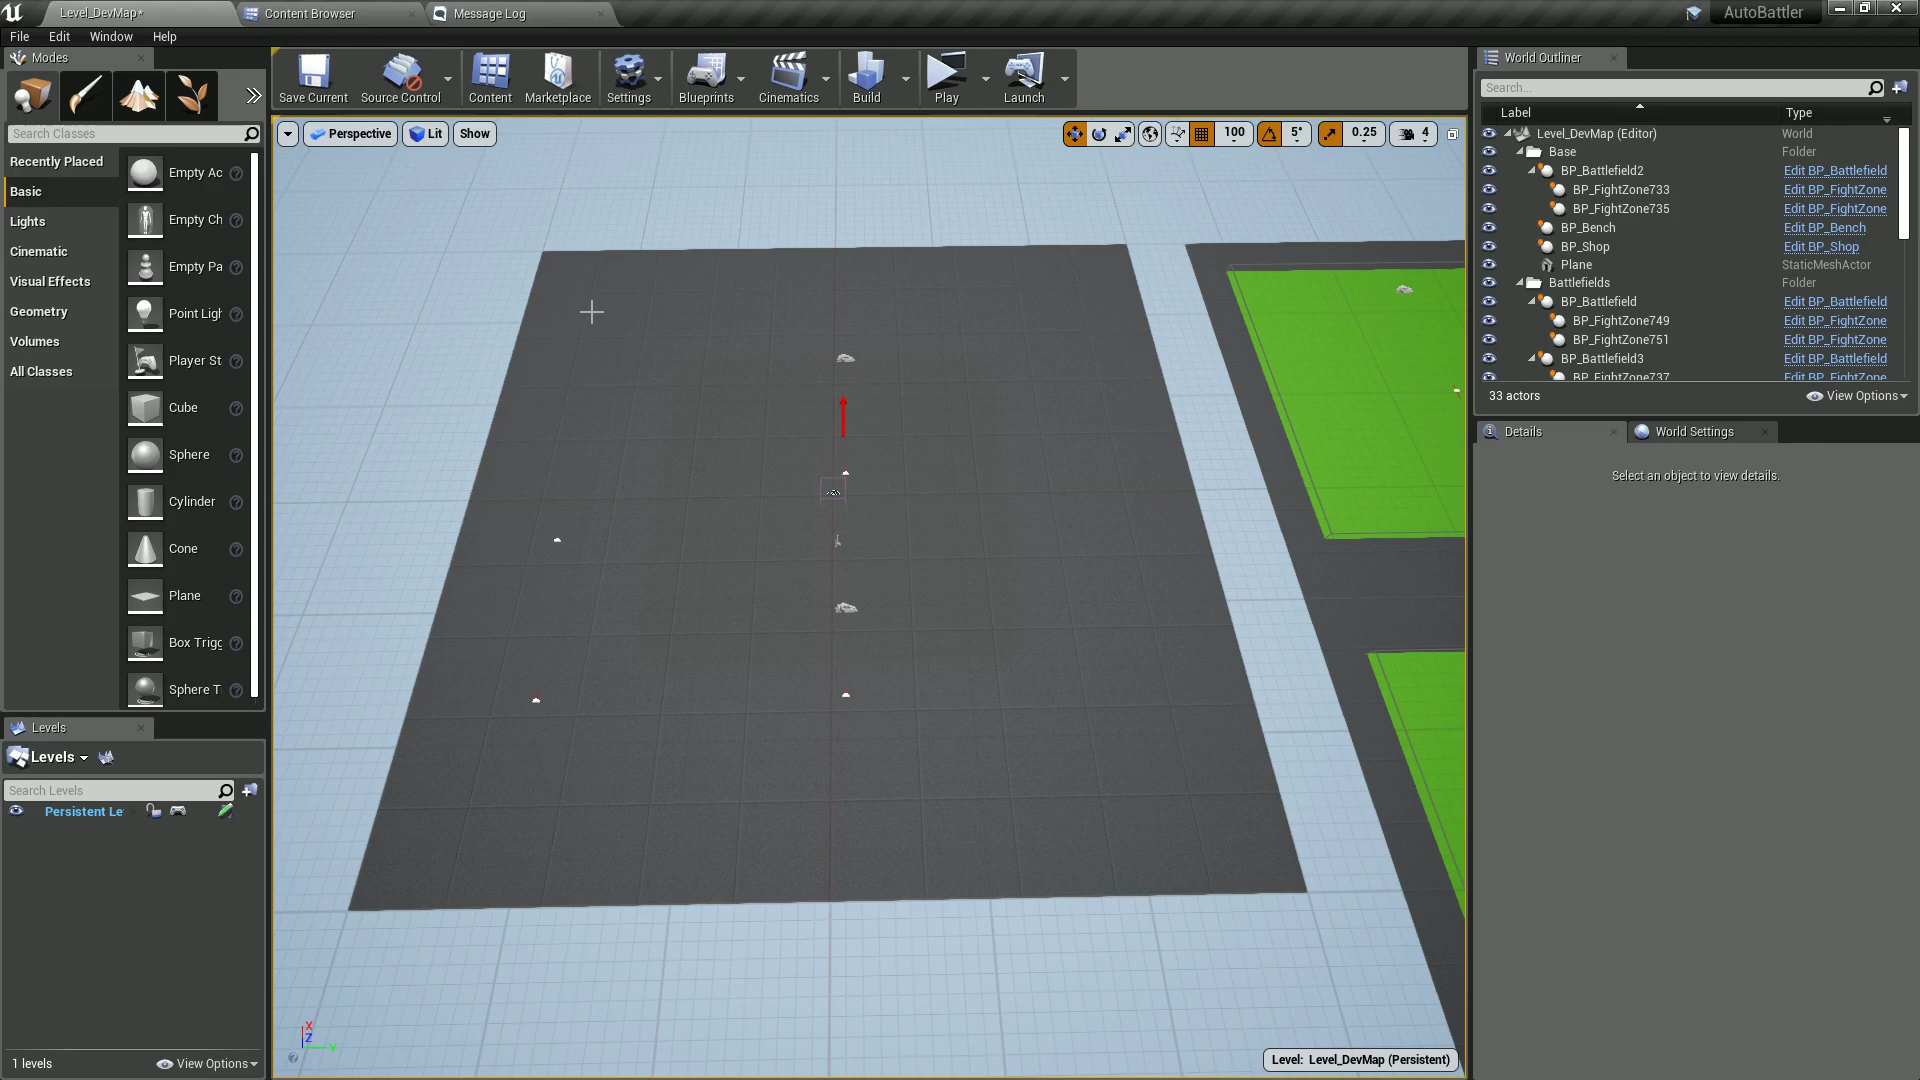 Level_DevMap*
Content Browser
Message Log
AutoBattler
File
Edit
Window
Help
Modes
Search Classes
Recently Placed
Basic
Lights
Cinematic
Visual Effects
Geometry
Volumes
All Classes
Empty Ac
Empty Ch
Empty Pa
Point Ligh
Player St
Cube
Sphere
Cylinder
Cone
Plane
Box Trigg
Sphere T
Levels
Levels
Search Levels
Persistent Le
1 levels
View Options
Save Current
Source Control
Content
Marketplace
Settings
Blueprints
Cinematics
Build
Play
Launch
Perspective
Lit
Show
100
5°
0.25
4
X
Z
Y
Level: Level_DevMap (Persistent)
World Outliner
Search...
Label
Type
Level_DevMap (Editor)
World
Base
Folder
BP_Battlefield2
Edit BP_Battlefield
BP_FightZone733
Edit BP_FightZone
BP_FightZone735
Edit BP_FightZone
BP_Bench
Edit BP_Bench
BP_Shop
Edit BP_Shop
Plane
StaticMeshActor
Battlefields
Folder
BP_Battlefield
Edit BP_Battlefield
BP_FightZone749
Edit BP_FightZone
BP_FightZone751
Edit BP_FightZone
BP_Battlefield3
Edit BP_Battlefield
BP_FightZone737
Edit BP_FightZone
33 actors
View Options
Details
World Settings
Select an object to view details.